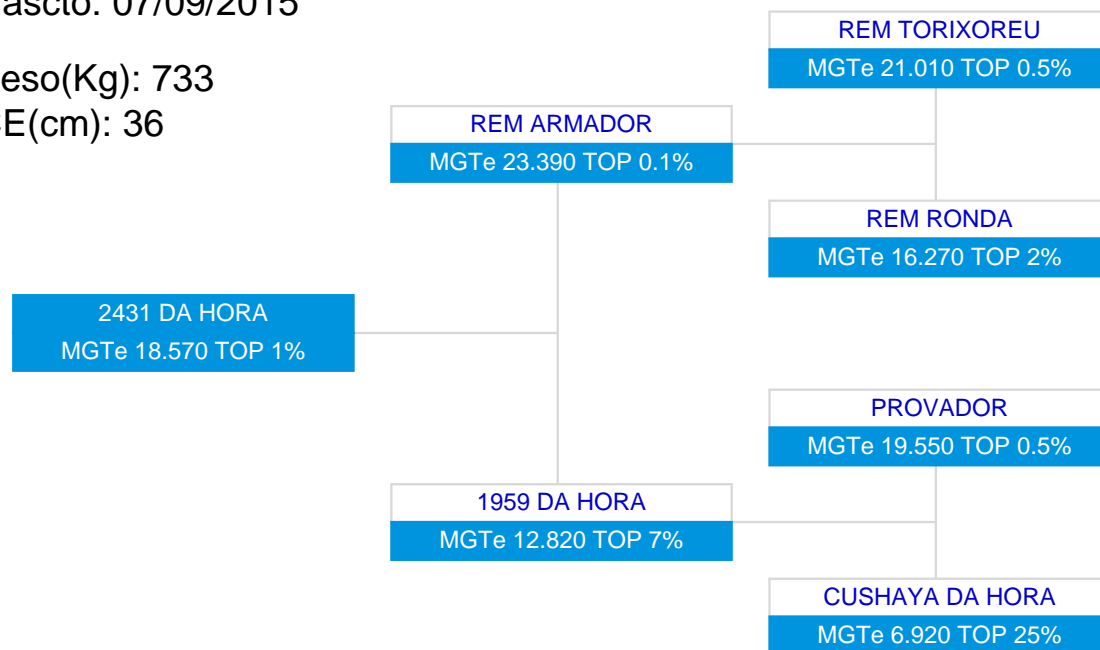 ascto: 07/09/2015
eso(Kg): 733
E(cm): 36
REM TORIXOREU
MGTe 21.010 TOP 0.5%
REM ARMADOR
MGTe 23.390 TOP 0.1%
REM RONDA
MGTe 16.270 TOP 2%
2431 DA HORA
MGTe 18.570 TOP 1%
PROVADOR
MGTe 19.550 TOP 0.5%
1959 DA HORA
MGTe 12.820 TOP 7%
CUSHAYA DA HORA
MGTe 6.920 TOP 25%